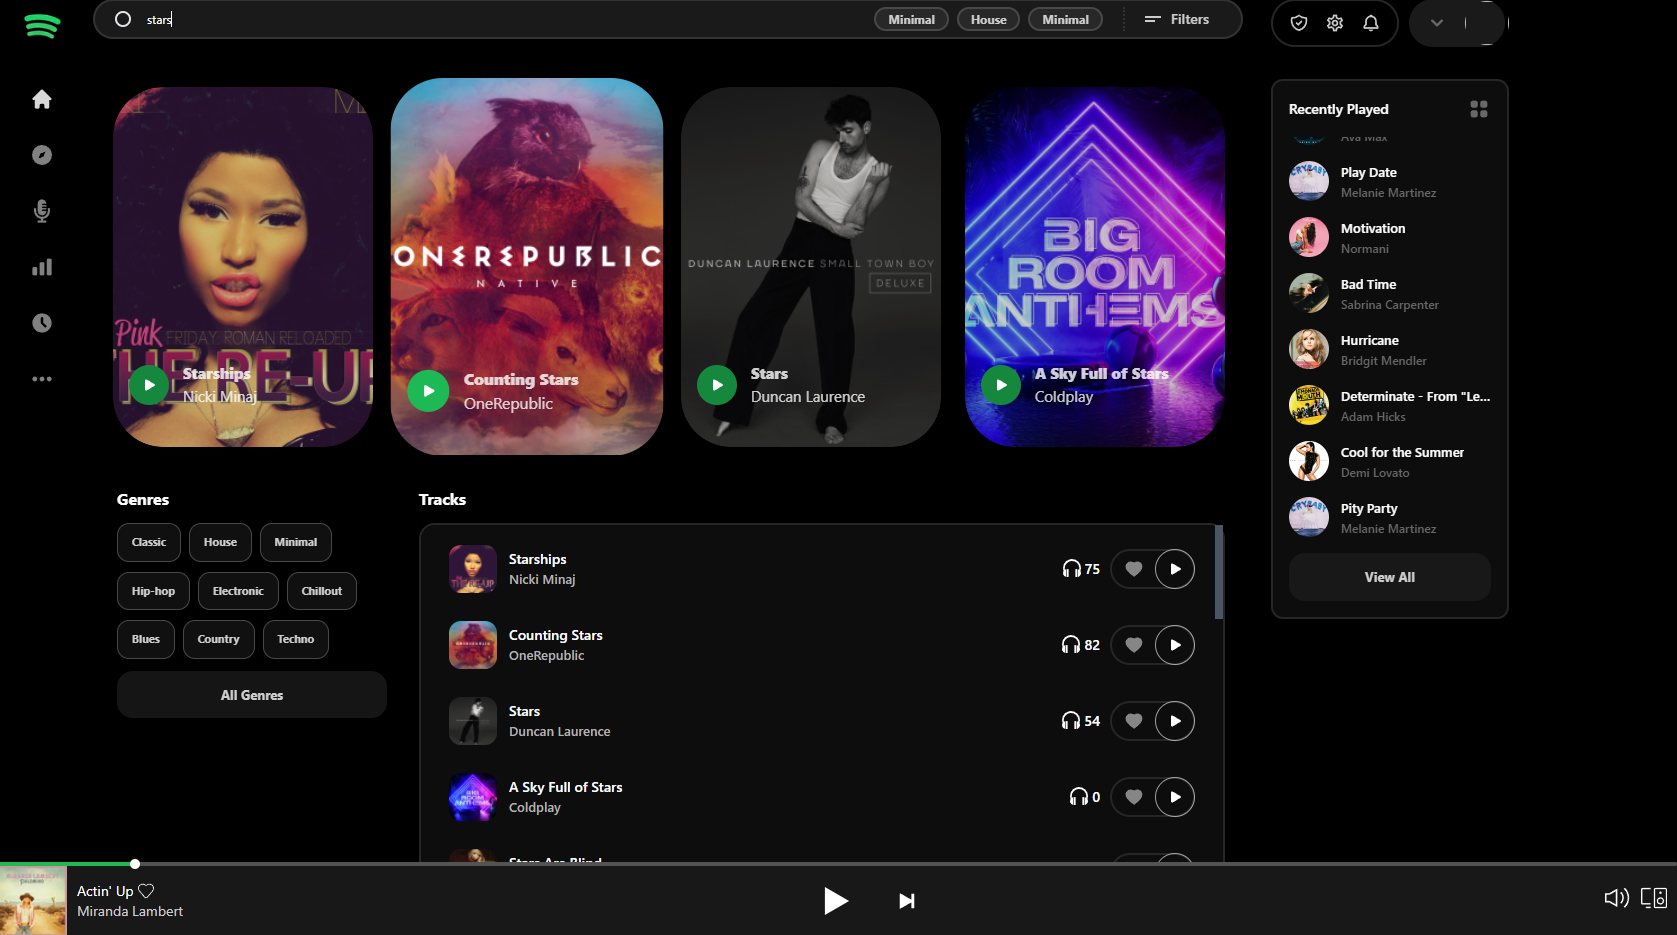 stars
Minimal
House
Minimal
Filters
Pink
FRIDAY: ROMAN RELOADED
THE RE-UP
Starships
Nicki Minaj
ONEREPUBLIC
NATIVE
Counting Stars
OneRepublic
DUNCAN LAURENCE SMALL TOWN BOY
DELUXE
Stars
Duncan Laurence
BIG
ROOM
ANTHEMS
A Sky Full of Stars
Coldplay
Recently Played
Ava Max
Play Date
Melanie Martinez
Motivation
Normani
Bad Time
Sabrina Carpenter
Hurricane
Bridgit Mendler
Determinate - From "Le...
Adam Hicks
Cool for the Summer
Demi Lovato
Pity Party
Melanie Martinez
View All
Genres
Classic
House
Minimal
Hip-hop
Electronic
Chillout
Blues
Country
Techno
All Genres
Tracks
Starships
Nicki Minaj
75
Counting Stars
OneRepublic
82
Stars
Duncan Laurence
54
A Sky Full of Stars
Coldplay
0
Stars Are Blind
Actin' Up
Miranda Lambert